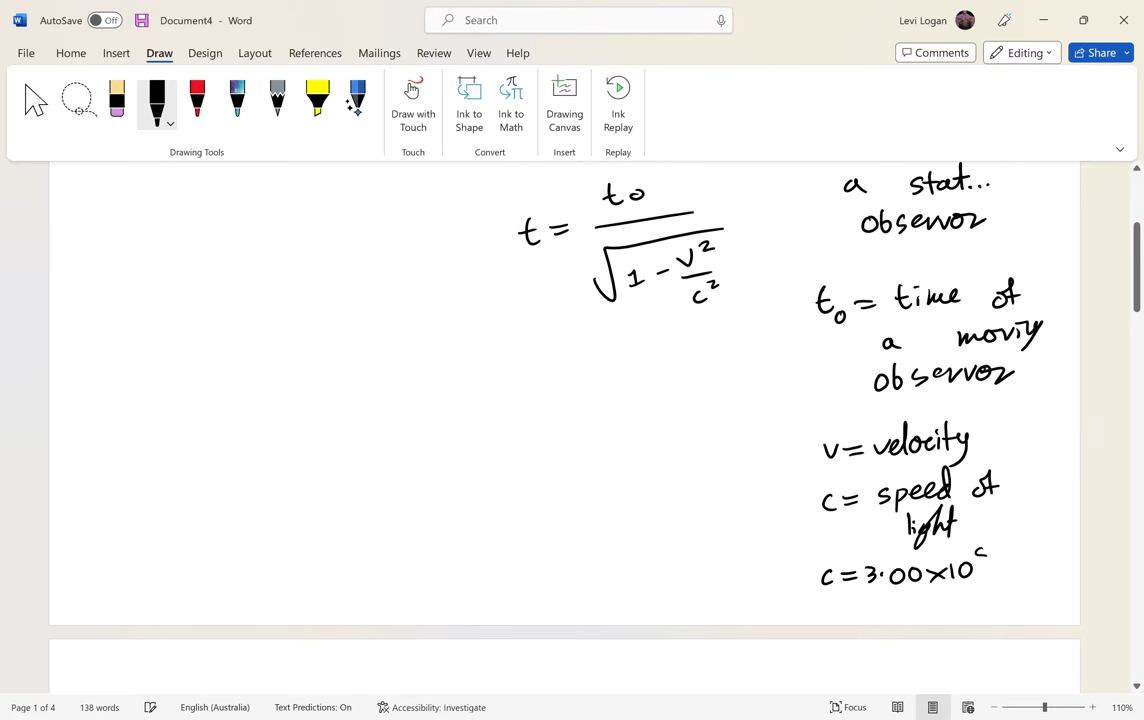 AutoSave Off Document4 - Word Search Levi Logan
File Home Insert Draw Design Layout References Mailings Review View Help Comments Editing Share
Draw with Touch Ink to Shape Ink to Math Drawing Canvas Ink Replay
Drawing Tools Touch Convert Insert Replay
t = t0 / √1 - v²/c²
a stat...
observor
t₀ = time of
a movity
observor
v = velocity
c = speed of
light
c = 3.00×10ᶜ
Page 1 of 4 138 words English (Australia) Text Predictions: On Accessibility: Investigate Focus 110%